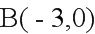 B( - 3,0)